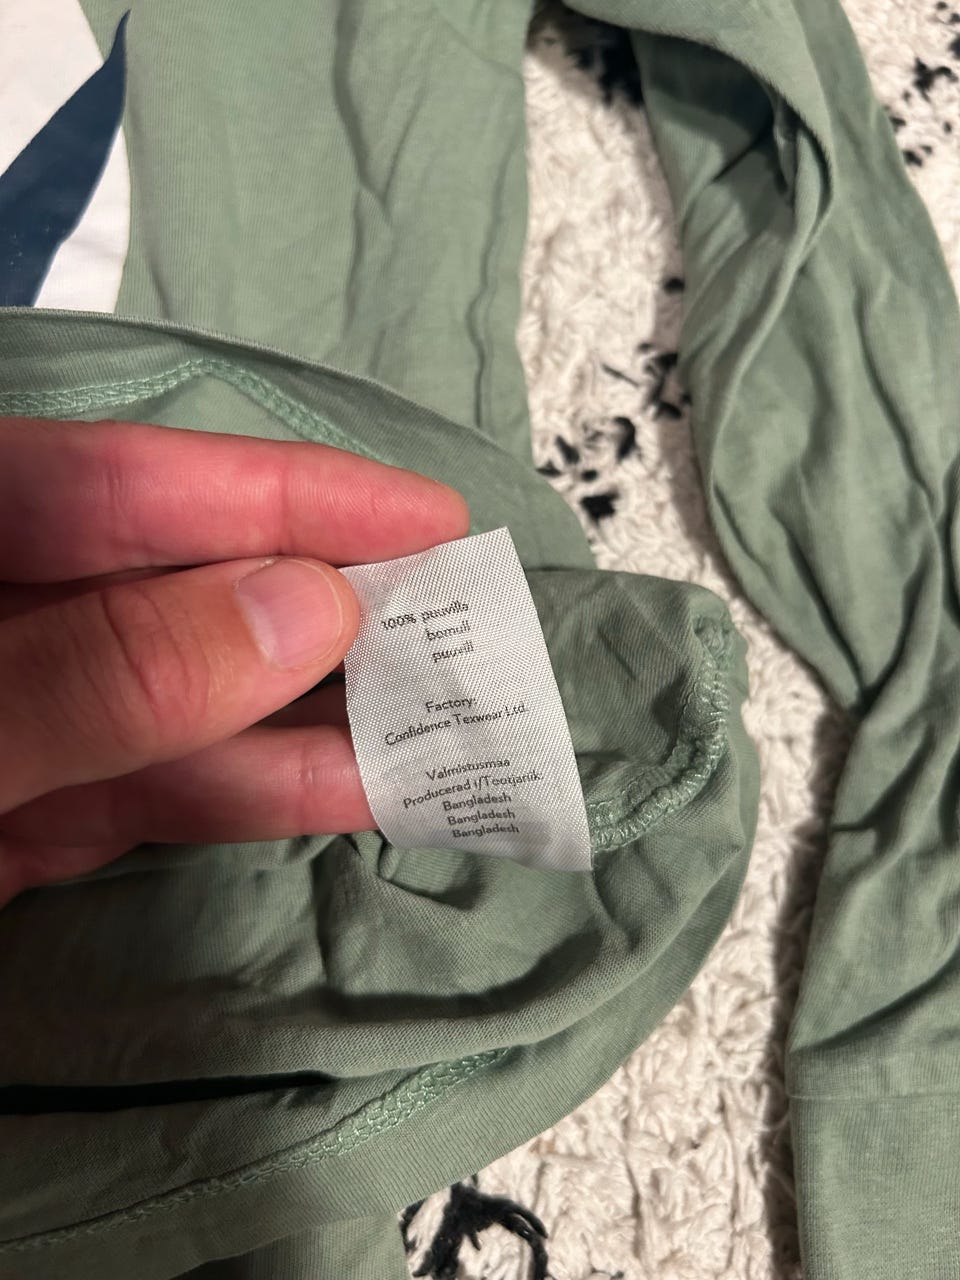 100% puuvilla
bomull
puuvill
Factory:
Confidence Texwear Ltd.
Valmistusmaa
Producerad i/Tootjariik:
Bangladesh
Bangladesh
Bangladesh